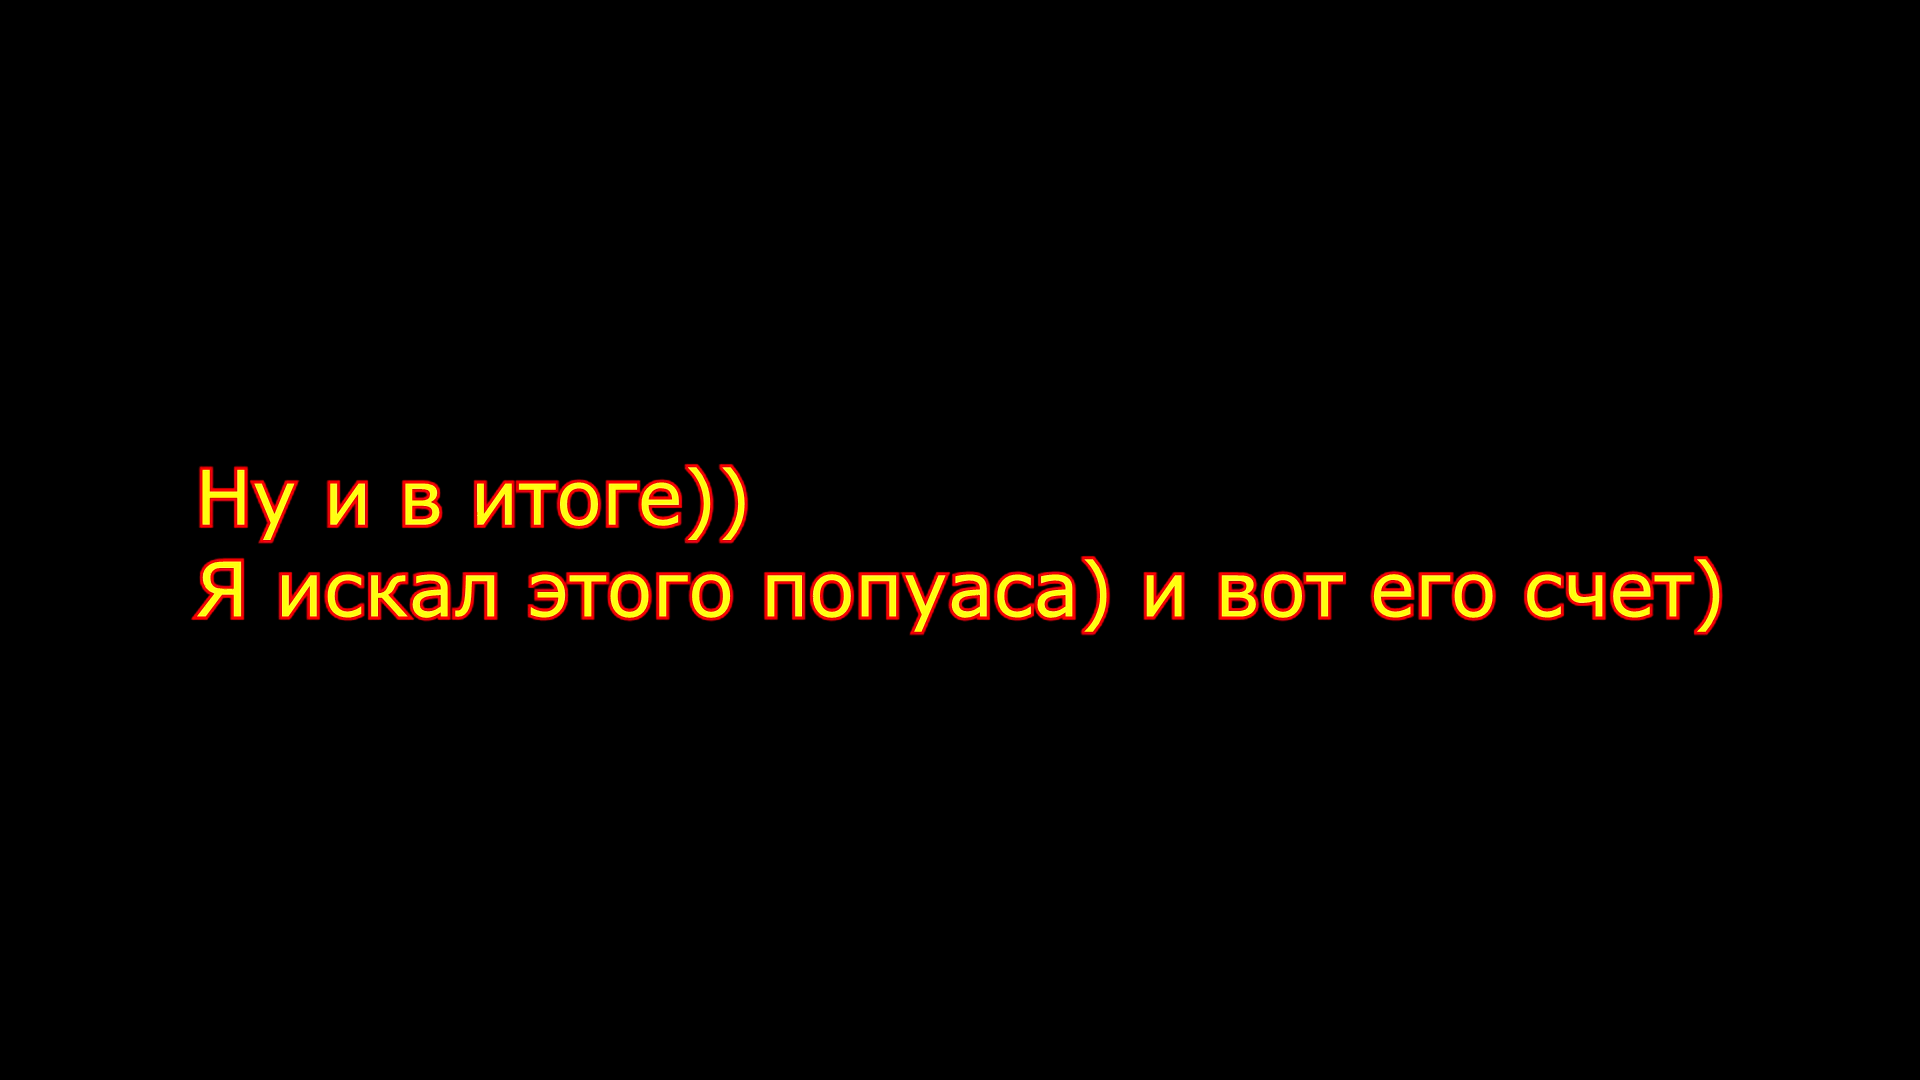 Ну и в итоге))
Я искал этого попуаса) и вот его счет)